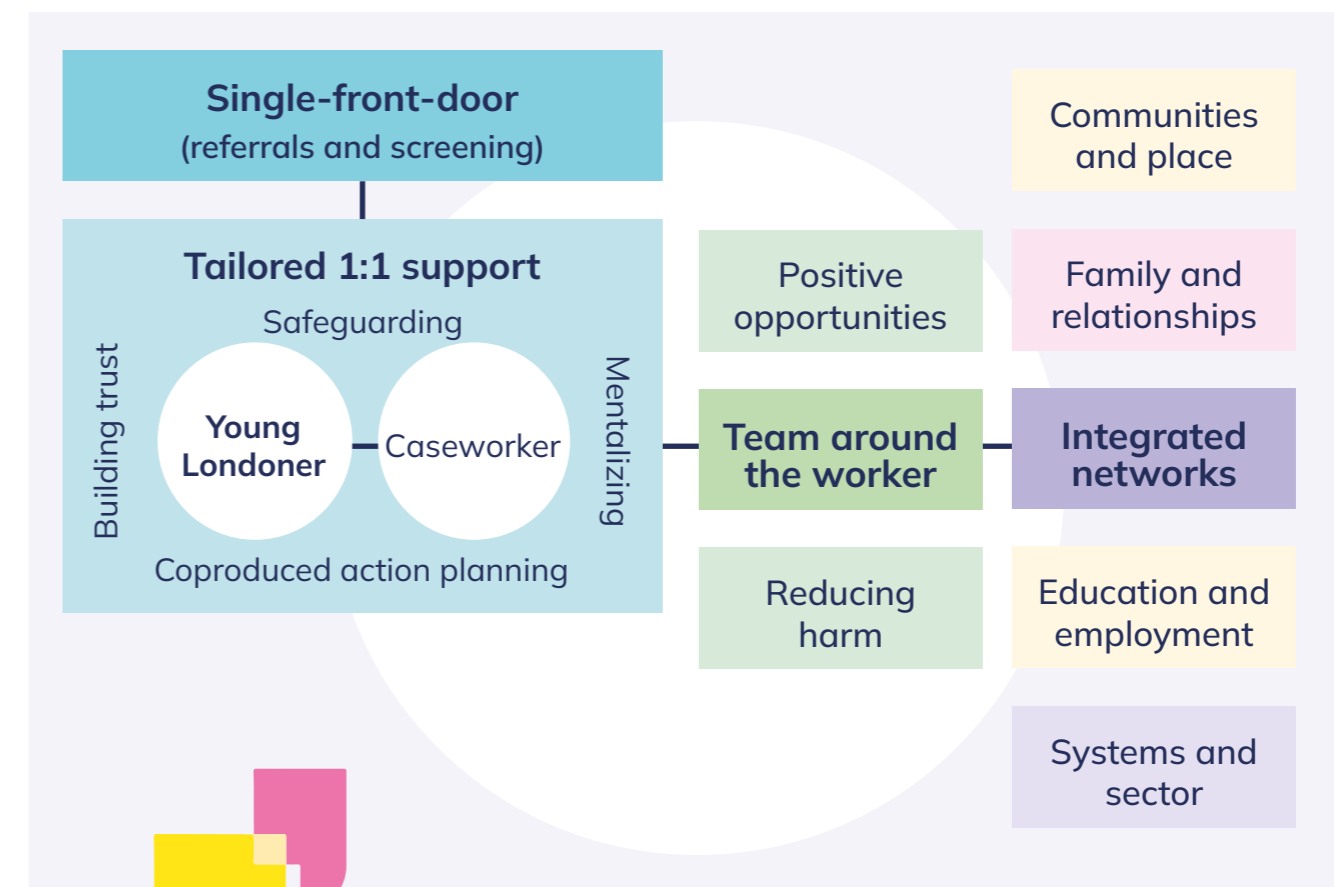 Single-front-door
(referrals and screening)
Tailored 1:1 support
Safeguarding
Building trust
Young
Londoner
Caseworker
Mentalizing
Coproduced action planning
Positive
opportunities
Team around
the worker
Reducing
harm
Communities
and place
Family and
relationships
Integrated
networks
Education and
employment
Systems and
sector